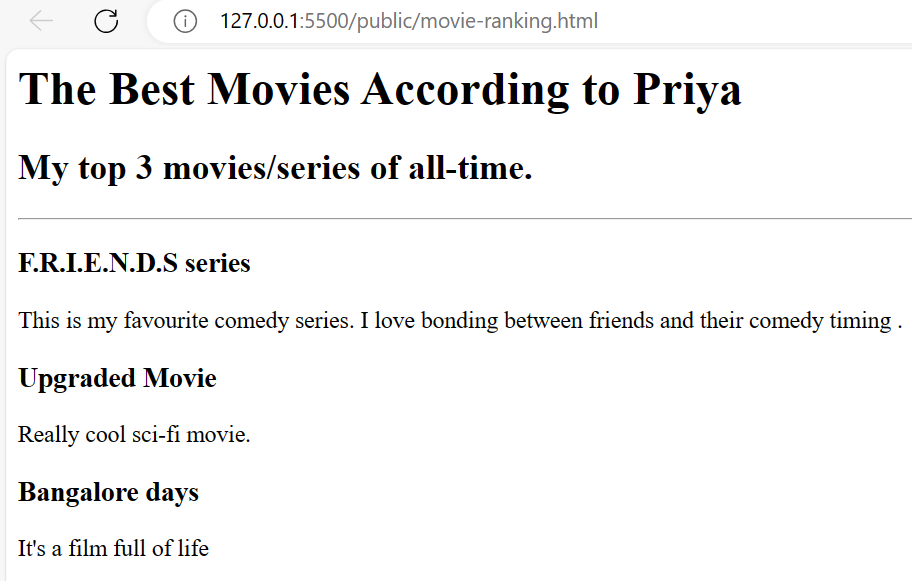 127.0.0.1:5500/public/movie-ranking.html
The Best Movies According to Priya
My top 3 movies/series of all-time.
F.R.I.E.N.D.S series
This is my favourite comedy series. I love bonding between friends and their comedy timing .
Upgraded Movie
Really cool sci-fi movie.
Bangalore days
It's a film full of life